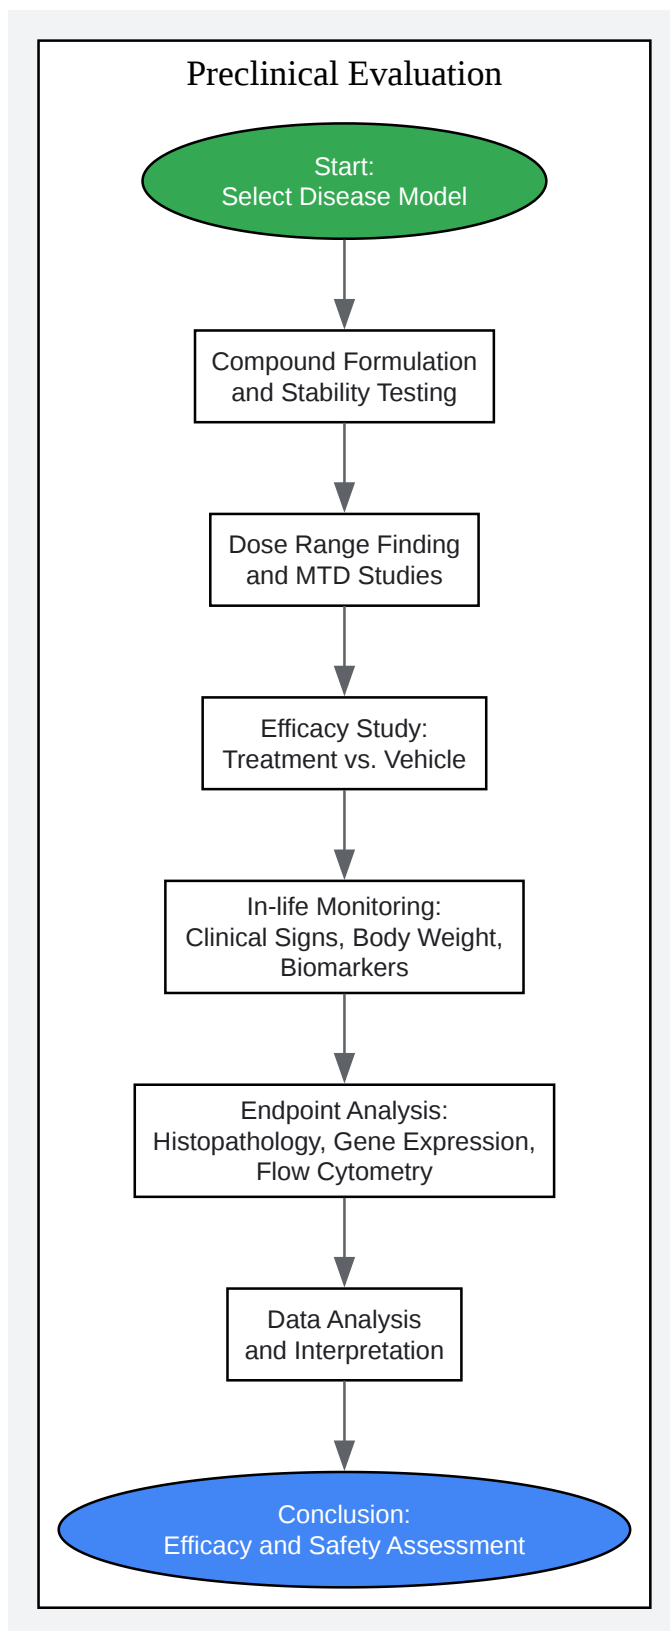 Preclinical Evaluation
Start:
Select Disease Model
Compound Formulation
and Stability Testing
Dose Range Finding
and MTD Studies
Efficacy Study:
Treatment vs. Vehicle
In-life Monitoring:
Clinical Signs, Body Weight,
Biomarkers
Endpoint Analysis:
Histopathology, Gene Expression,
Flow Cytometry
Data Analysis
and Interpretation
Conclusion:
Efficacy and Safety Assessment